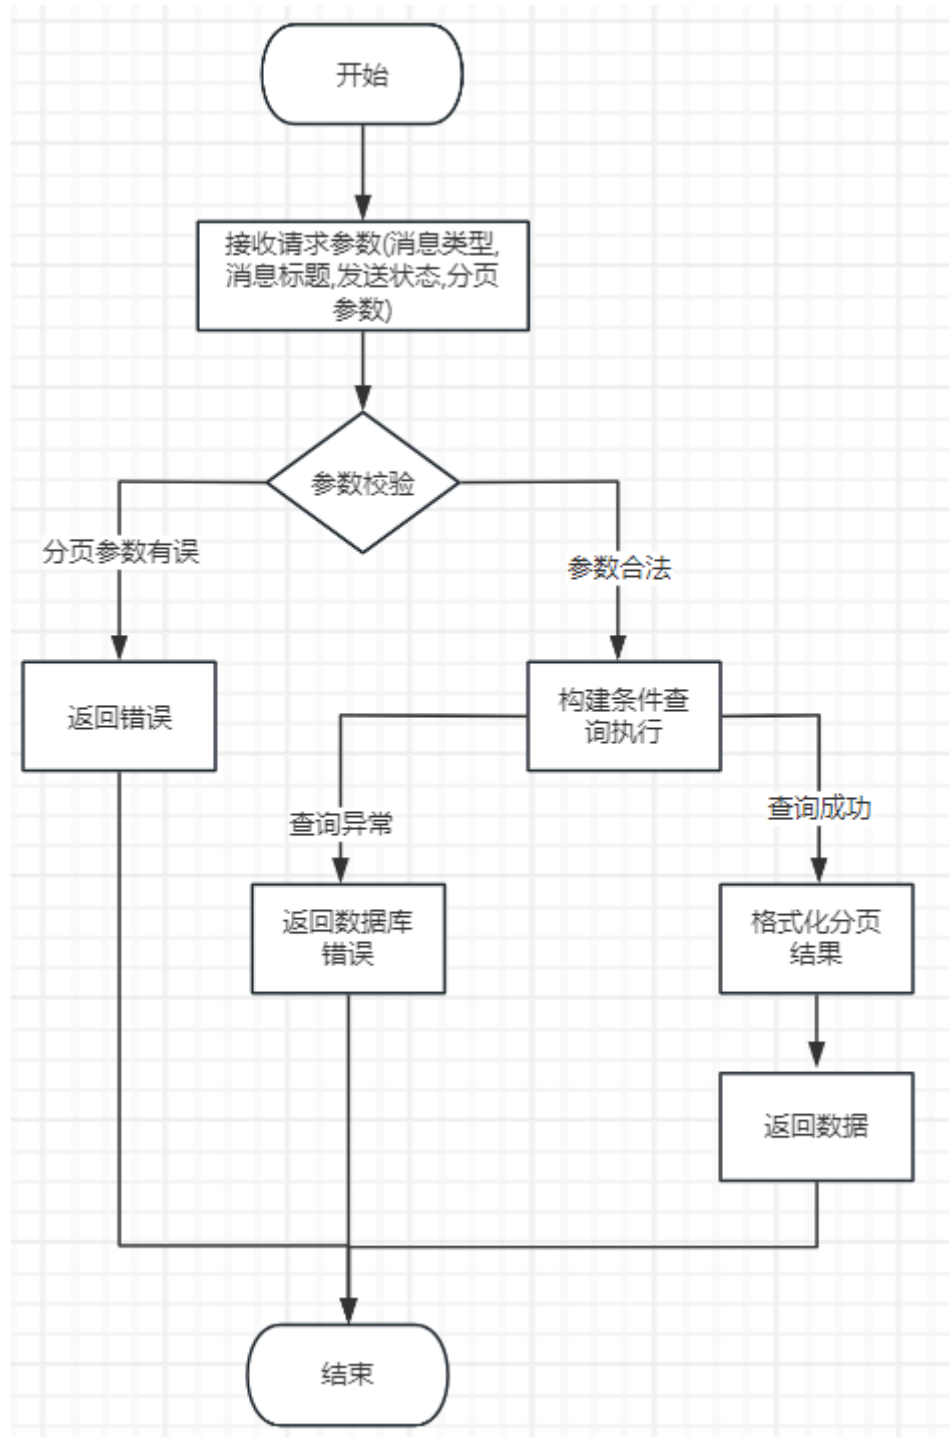 开始
接收请求参数(消息类型,
消息标题,发送状态,分页
参数)
参数校验
分页参数有误
参数合法
返回错误
构建条件查
询执行
查询异常
查询成功
返回数据库
错误
格式化分页
结果
返回数据
结束